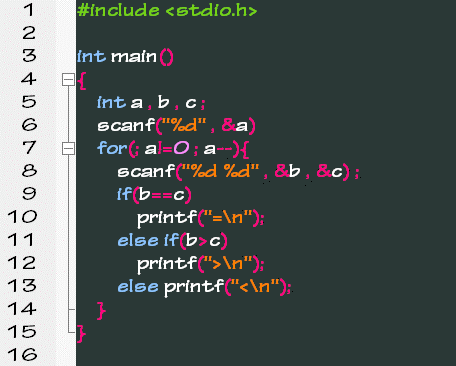 1 #include <stdio.h>
2
3 int main()
4 {
5 int a , b , c ;
6 scanf("%d" , &a)
7 for(; a!=0 ; a--){
8 scanf("%d %d" , &b , &c) ;
9 if(b==c)
10 printf("=\n");
11 else if(b>c)
12 printf(">\n");
13 else printf("<\n");
14 }
15 }
16